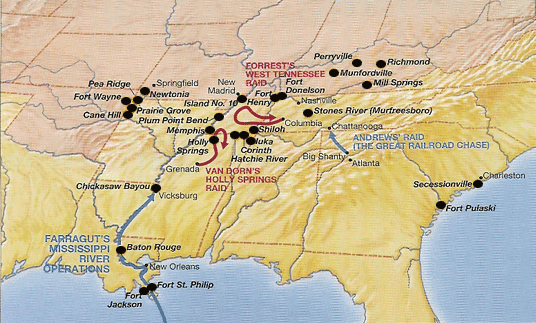 Perryville
Richmond
FORREST'S
WEST TENNESSEE
RAID
Munfordville
Mill Springs
Pea Ridge
Springfield
Fort Wayne
Newtonia
Prairie Grove
Cane Hill
New
Madrid
Island No. 10
Fort
Henry
Fort
Donelson
Nashville
Stones River (Murfreesboro)
Plum Point Bend
Memphis
Columbia
Chattanooga
Shiloh
Iuka
Corinth
Hatchie River
Holly
Springs
ANDREWS' RAID
(THE GREAT RAILROAD CHASE)
Big Shanty
Atlanta
Grenada
VAN DORN'S
HOLLY SPRINGS
RAID
Chickasaw Bayou
Vicksburg
Secessionville
Charleston
Fort Pulaski
FARRAGUT'S
MISSISSIPPI
RIVER
OPERATIONS
Baton Rouge
New Orleans
Fort St. Philip
Fort
Jackson